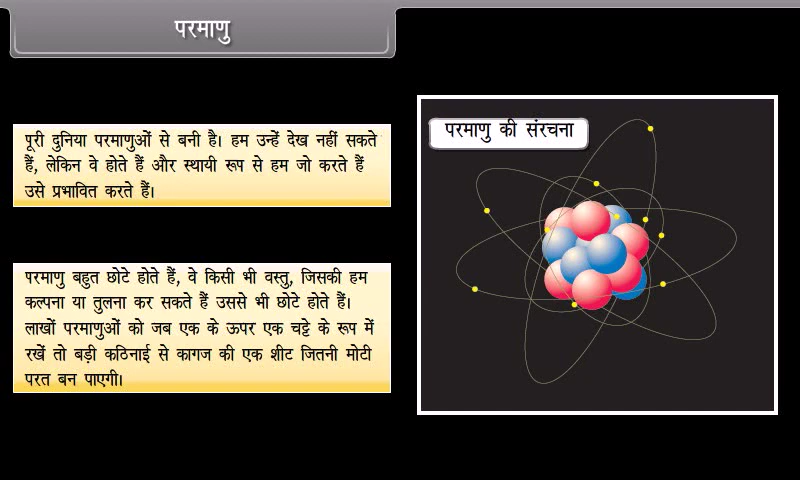 परमाणु
पूरी दुनिया परमाणुओं से बनी है। हम उन्हें देख नहीं सकते
हैं, लेकिन वे होते हैं और स्थायी रूप से हम जो करते हैं
उसे प्रभावित करते हैं।
परमाणु बहुत छोटे होते हैं, वे किसी भी वस्तु, जिसकी हम
कल्पना या तुलना कर सकते हैं उससे भी छोटे होते हैं।
लाखों परमाणुओं को जब एक के ऊपर एक चट्टे के रूप में
रखें तो बड़ी कठिनाई से कागज की एक शीट जितनी मोटी
परत बन पाएगी।
परमाणु की संरचना